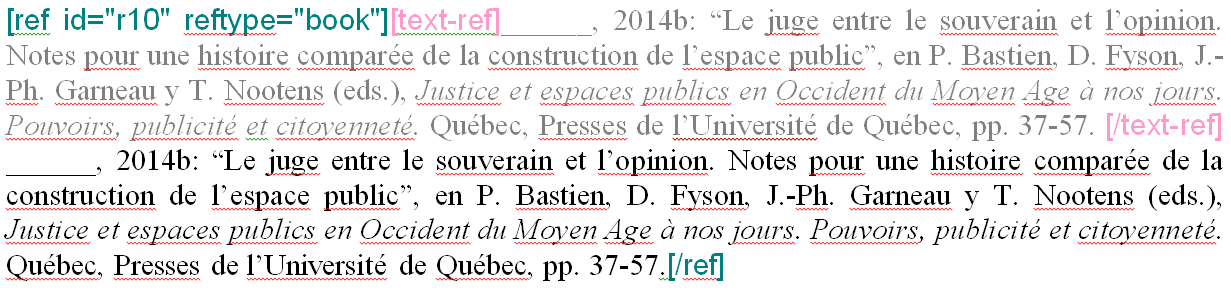 [ref id="r10" reftype="book"][text-ref]______, 2014b: “Le juge entre le souverain et l’opinion.
Notes pour une histoire comparée de la construction de l’espace public”, en P. Bastien, D. Fyson, J.-
Ph. Garneau y T. Nootens (eds.), Justice et espaces publics en Occident du Moyen Age à nos jours.
Pouvoirs, publicité et citoyenneté. Québec, Presses de l’Université de Québec, pp. 37-57. [/text-ref]
______, 2014b: “Le juge entre le souverain et l’opinion. Notes pour une histoire comparée de la
construction de l’espace public”, en P. Bastien, D. Fyson, J.-Ph. Garneau y T. Nootens (eds.),
Justice et espaces publics en Occident du Moyen Age à nos jours. Pouvoirs, publicité et citoyenneté.
Québec, Presses de l’Université de Québec, pp. 37-57.[/ref]